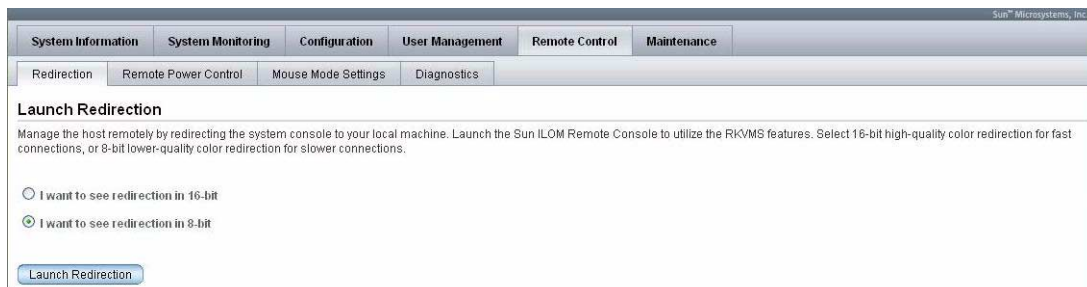 Sun™ Microsystems, Inc.
System Information System Monitoring Configuration User Management Remote Control Maintenance
Redirection Remote Power Control Mouse Mode Settings Diagnostics
Launch Redirection
Manage the host remotely by redirecting the system console to your local machine. Launch the Sun ILOM Remote Console to utilize the RKVMS features. Select 16-bit high-quality color redirection for fast
connections, or 8-bit lower-quality color redirection for slower connections.
I want to see redirection in 16-bit
I want to see redirection in 8-bit
Launch Redirection